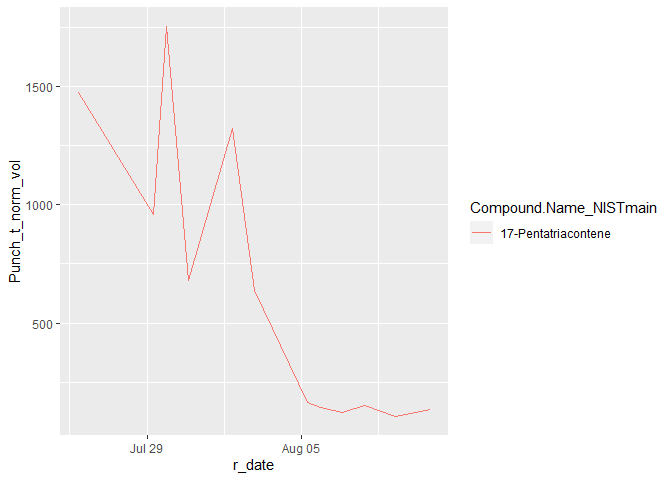 1500
1000
500
Punch_t_norm_vol
Jul 29
Aug 05
r_date
Compound.Name_NISTmain
17-Pentatriacontene